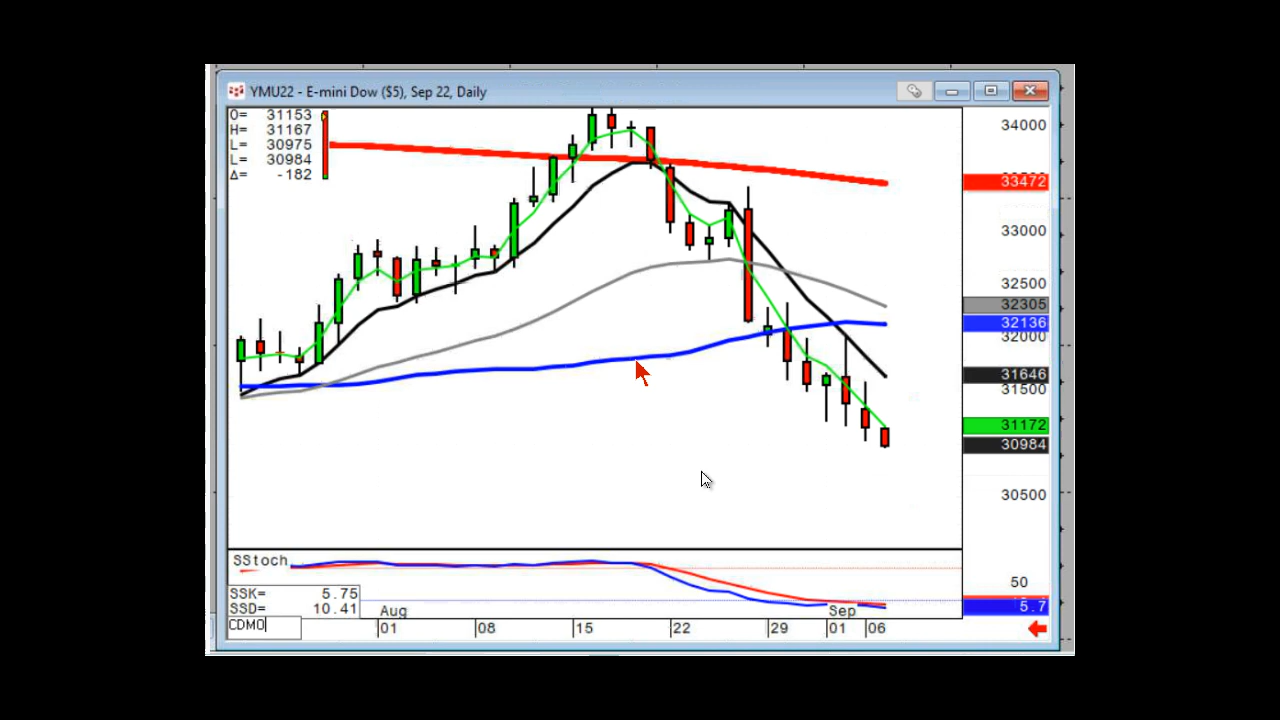 YMU22 - E-mini Dow ($5), Sep 22, Daily
O= 31153
H= 31167
L= 30975
L= 30984
Δ= -182
34000
33472
33000
32500
32305
32136
32000
31646
31500
31172
30984
30500
SStoch
50
SSK= 5.75
SSD= 10.41
5.7
Aug
Sep
CDM0
01
08
15
22
29
01
06